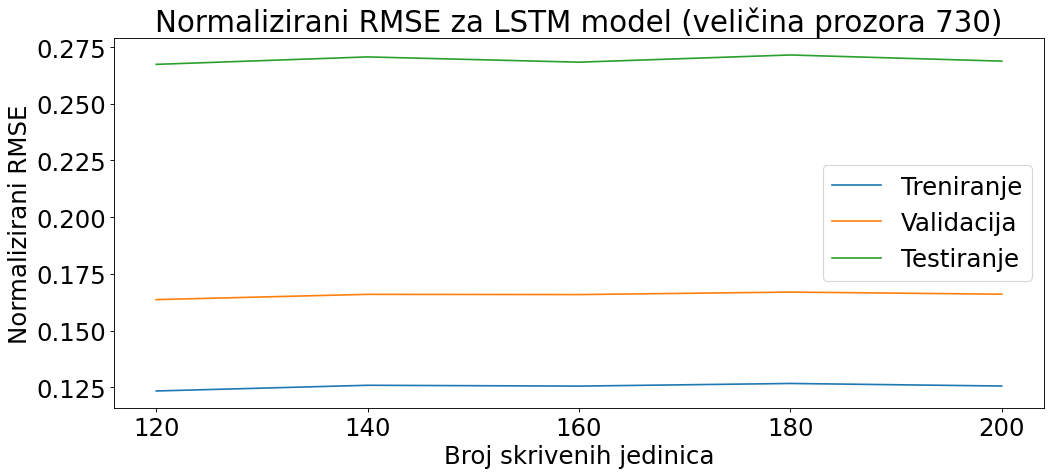 Normalizirani RMSE za LSTM model (veličina prozora 730)
Normalizirani RMSE
0.275
0.250
0.225
0.200
0.175
0.150
0.125
Treniranje
Validacija
Testiranje
120 140 160 180 200
Broj skrivenih jedinica